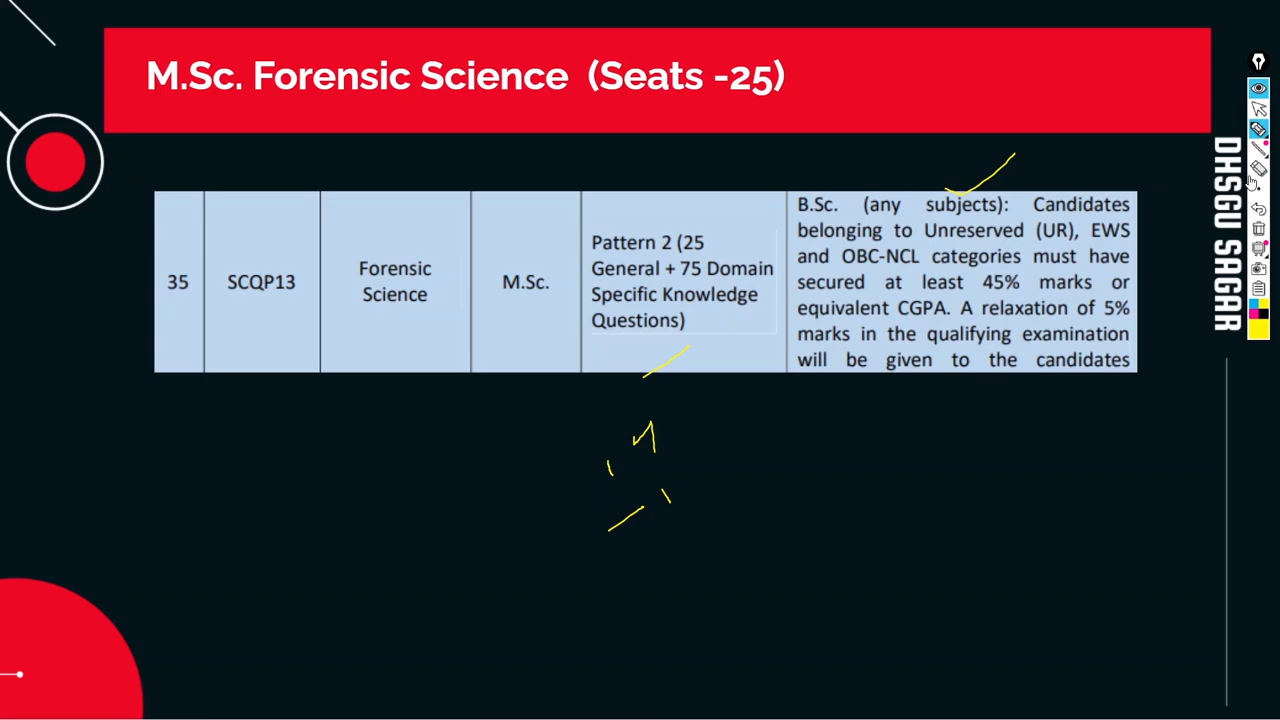 M.Sc. Forensic Science (Seats -25)
35
SCQP13
Forensic
Science
M.Sc.
Pattern 2 (25
General + 75 Domain
Specific Knowledge
Questions)
B.Sc. (any subjects): Candidates
belonging to Unreserved (UR), EWS
and OBC-NCL categories must have
secured at least 45% marks or
equivalent CGPA. A relaxation of 5%
marks in the qualifying examination
will be given to the candidates
DHSGU SAGAR